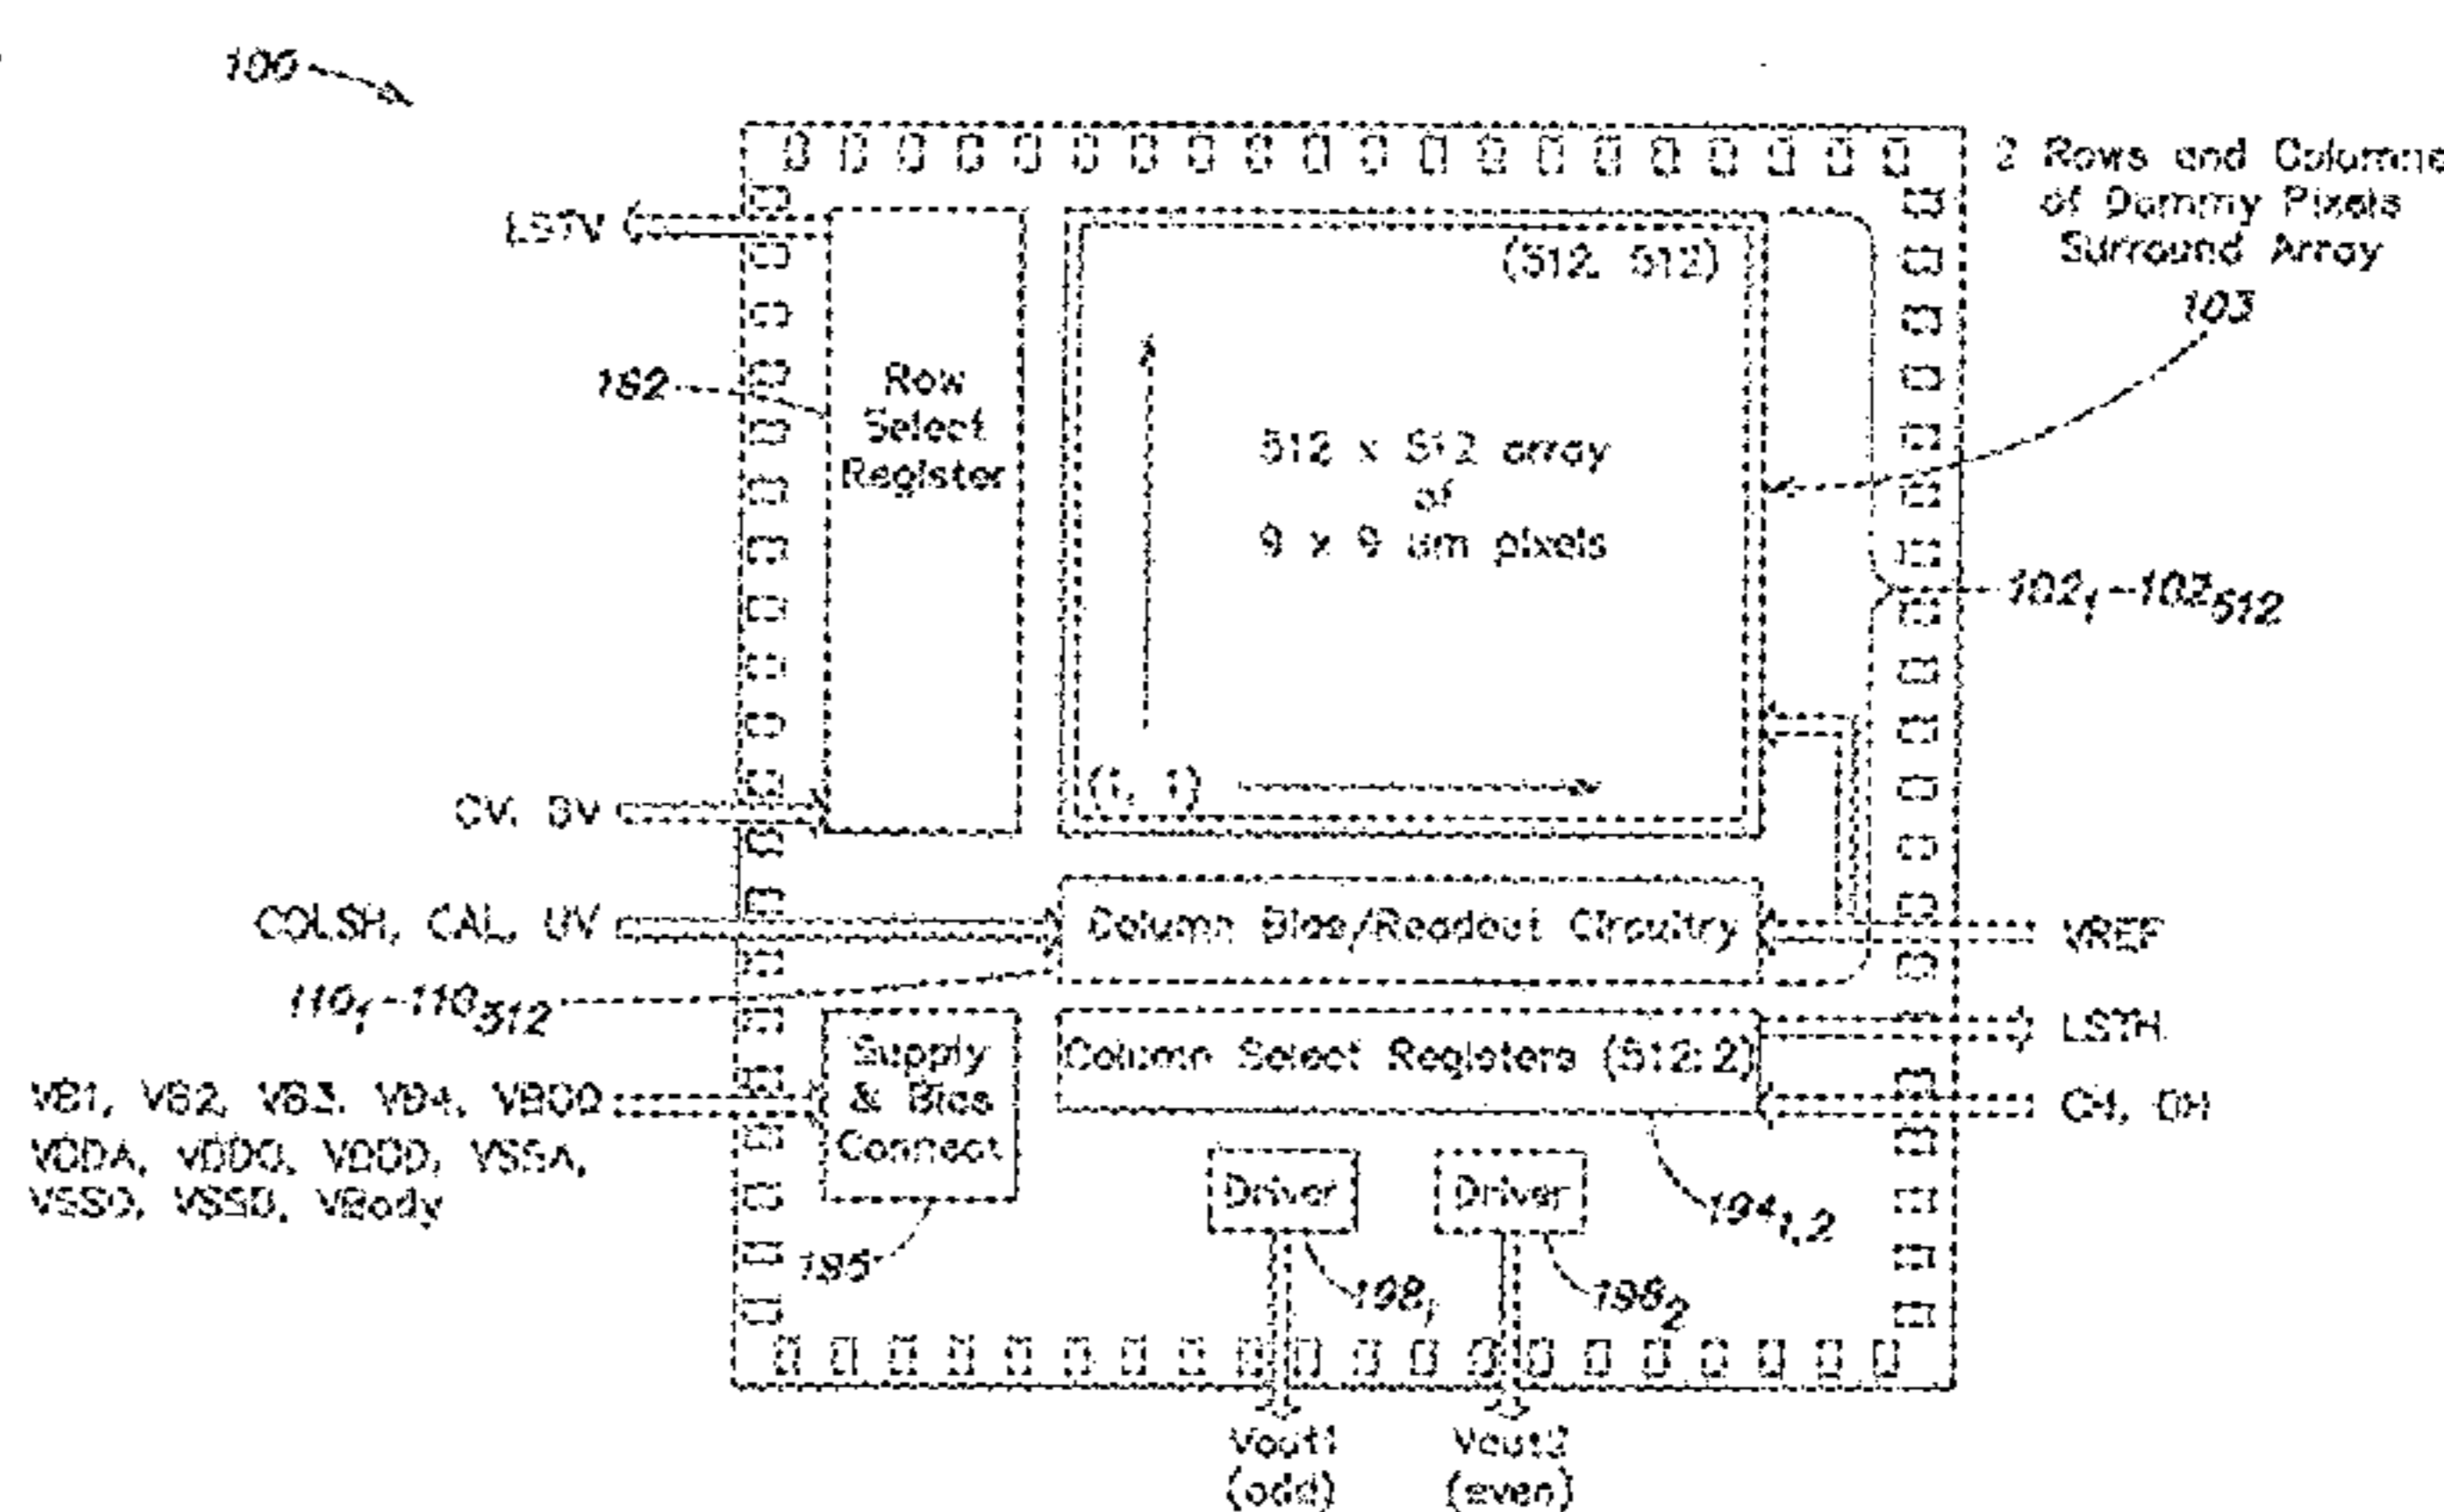 100
2 Rows and Columns
of Dummy Pixels
Surround Array
103
LSTV
(512, 512)
192
Row
Select
Register
512 x 512 array
of
9 x 9 um pixels
102₁-102₅₁₂
(1, 1)
CV, DV
COLSH, CAL, UV
Column Bias/Readout Circuitry
VREF
110₁-110₅₁₂
LSTH
Supply
& Bias
Connect
Column Select Registers (512:2)
VB1, VB2, VB3, VB4, VBO0
CH, DH
VDDA, VDDO, VDDD, VSSA,
VSSO, VSSD, VBody
Driver
Driver
194₁,₂
195
198₁
198₂
Vout1
(odd)
Vout2
(even)